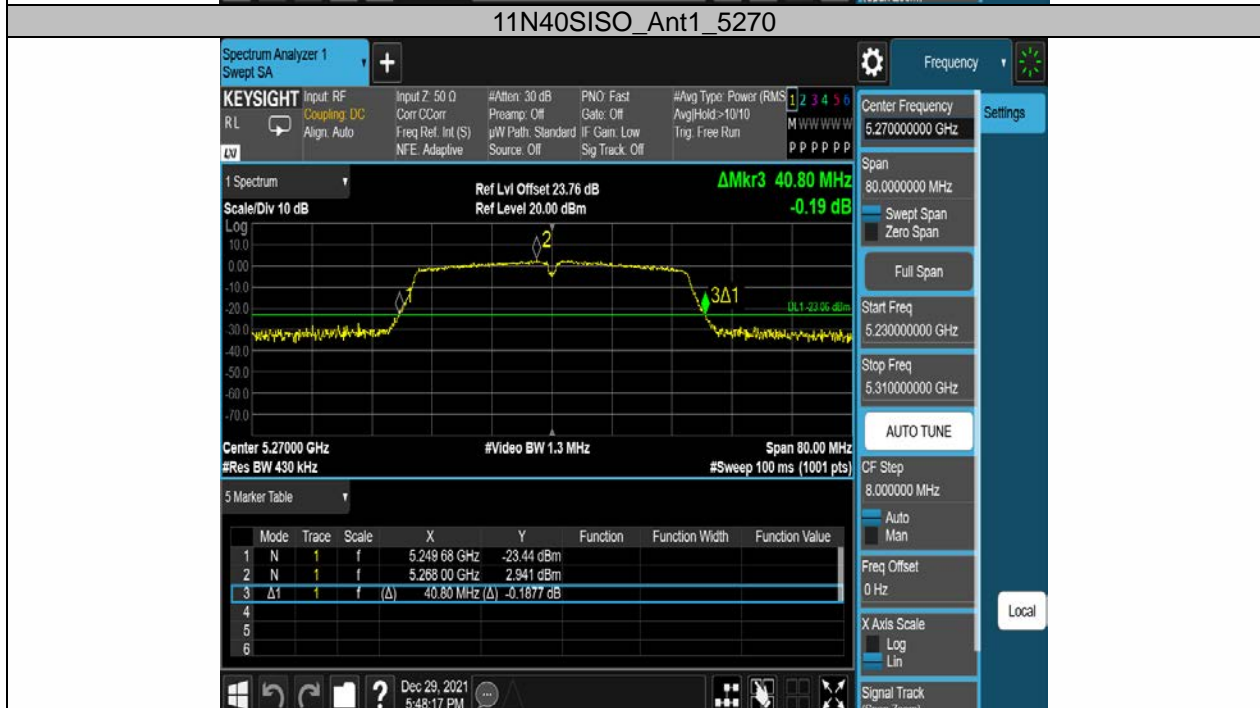 11N40SISO_Ant1_5270
Spectrum Analyzer 1
Swept SA
Frequency
KEYSIGHT
RL
LXI
Input: RF
Coupling: DC
Align: Auto
Input Z: 50 Ω
Corr CCorr
Freq Ref: Int (S)
NFE: Adaptive
#Atten: 30 dB
Preamp: Off
µW Path: Standard
Source: Off
PNO: Fast
Gate: Off
IF Gain: Low
Sig Track: Off
#Avg Type: Power (RMS
Avg|Hold:>10/10
Trig: Free Run
1 2 3 4 5 6
M W W W W W
P P P P P P
1 Spectrum
Scale/Div 10 dB
Ref Lvl Offset 23.76 dB
Ref Level 20.00 dBm
ΔMkr3 40.80 MHz
-0.19 dB
Log
10.0
0.00
-10.0
-20.0
-30.0
-40.0
-50.0
-60.0
-70.0
1
2
3Δ1
DL1 -23.06 dBm
Center 5.27000 GHz
#Res BW 430 kHz
#Video BW 1.3 MHz
Span 80.00 MHz
#Sweep 100 ms (1001 pts)
5 Marker Table
Mode Trace Scale X Y Function Function Width Function Value
1 N 1 f 5.249 68 GHz -23.44 dBm
2 N 1 f 5.268 00 GHz 2.941 dBm
3 Δ1 1 f (Δ) 40.80 MHz (Δ) -0.1877 dB
4
5
6
Dec 29, 2021
5:48:17 PM
Center Frequency
5.270000000 GHz
Settings
Span
80.0000000 MHz
Swept Span
Zero Span
Full Span
Start Freq
5.230000000 GHz
Stop Freq
5.310000000 GHz
AUTO TUNE
CF Step
8.000000 MHz
Auto
Man
Freq Offset
0 Hz
X Axis Scale
Log
Lin
Local
Signal Track